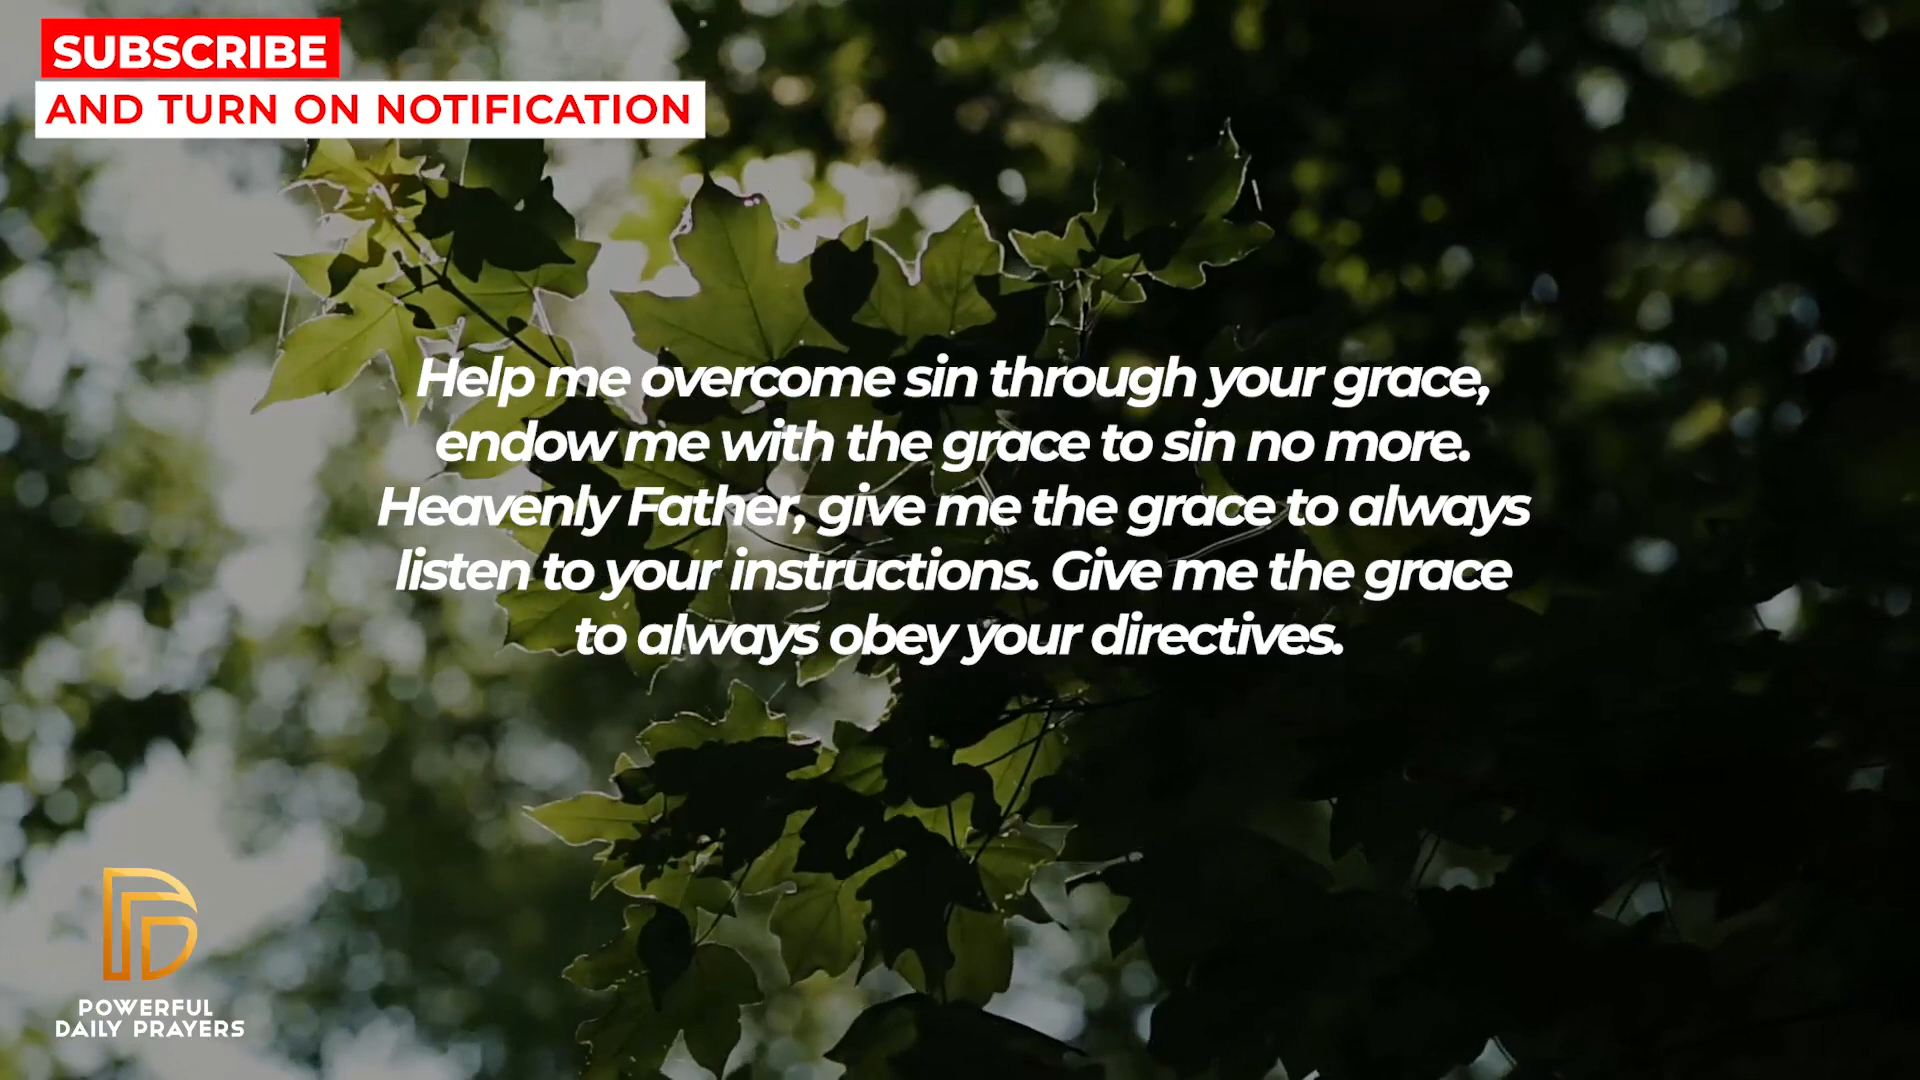 SUBSCRIBE
AND TURN ON NOTIFICATION
Help me overcome sin through your grace,
endow me with the grace to sin no more.
Heavenly Father, give me the grace to always
listen to your instructions. Give me the grace
to always obey your directives.
POWERFUL
DAILY PRAYERS